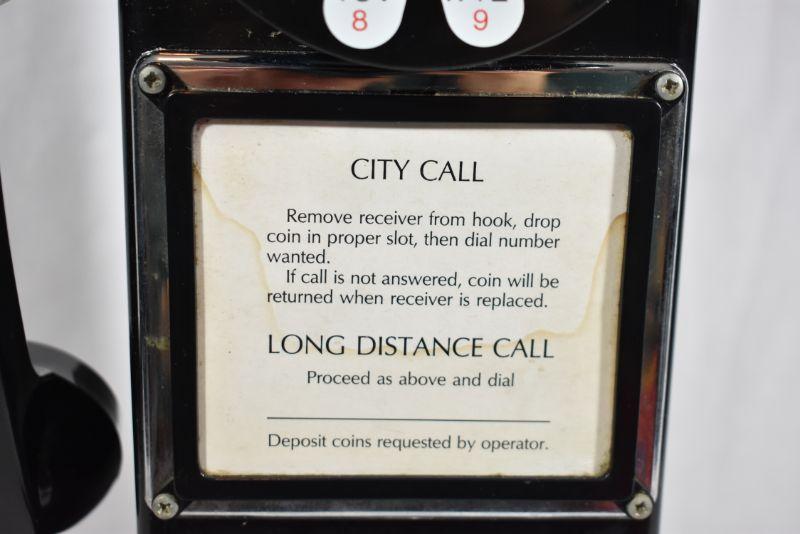 8 9
CITY CALL
Remove receiver from hook, drop
coin in proper slot, then dial number
wanted.
If call is not answered, coin will be
returned when receiver is replaced.
LONG DISTANCE CALL
Proceed as above and dial
Deposit coins requested by operator.